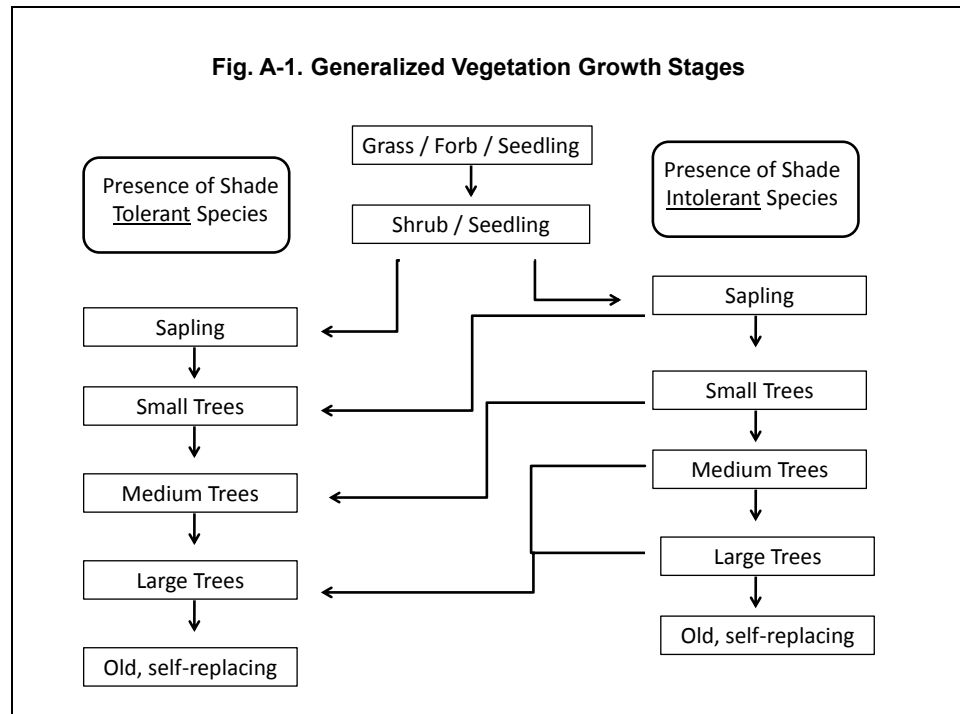 Fig. A-1. Generalized Vegetation Growth Stages
Grass / Forb / Seedling
Shrub / Seedling
Presence of Shade
Tolerant Species
Sapling
Small Trees
Medium Trees
Large Trees
Old, self-replacing
Presence of Shade
Intolerant Species
Sapling
Small Trees
Medium Trees
Large Trees
Old, self-replacing